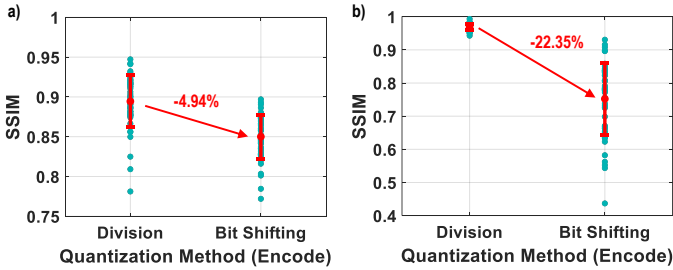 a)
1
0.95
0.9
0.85
0.8
0.75
SSIM
-4.94%
Division
Bit Shifting
Quantization Method (Encode)
b)
1
0.9
0.8
0.7
0.6
0.5
0.4
SSIM
-22.35%
Division
Bit Shifting
Quantization Method (Encode)